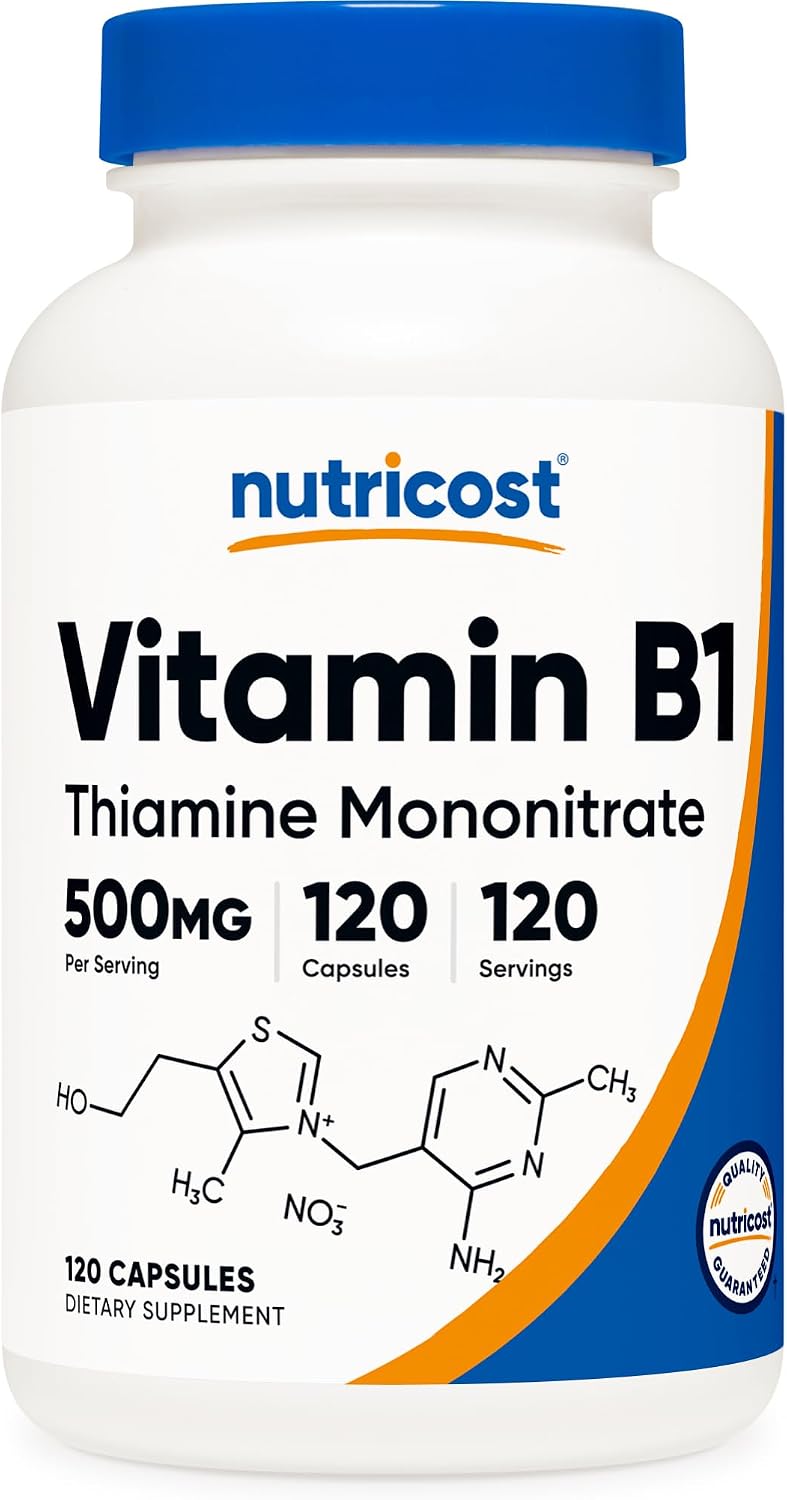 nutricost®
Vitamin B1
Thiamine Mononitrate
500MG 120 120
Per Serving Capsules Servings
S
N
CH₃
HO
N⁺
N
H₃C
NO₃⁻
NH₂
120 CAPSULES
DIETARY SUPPLEMENT
QUALITY
nutricost
GUARANTEED
†